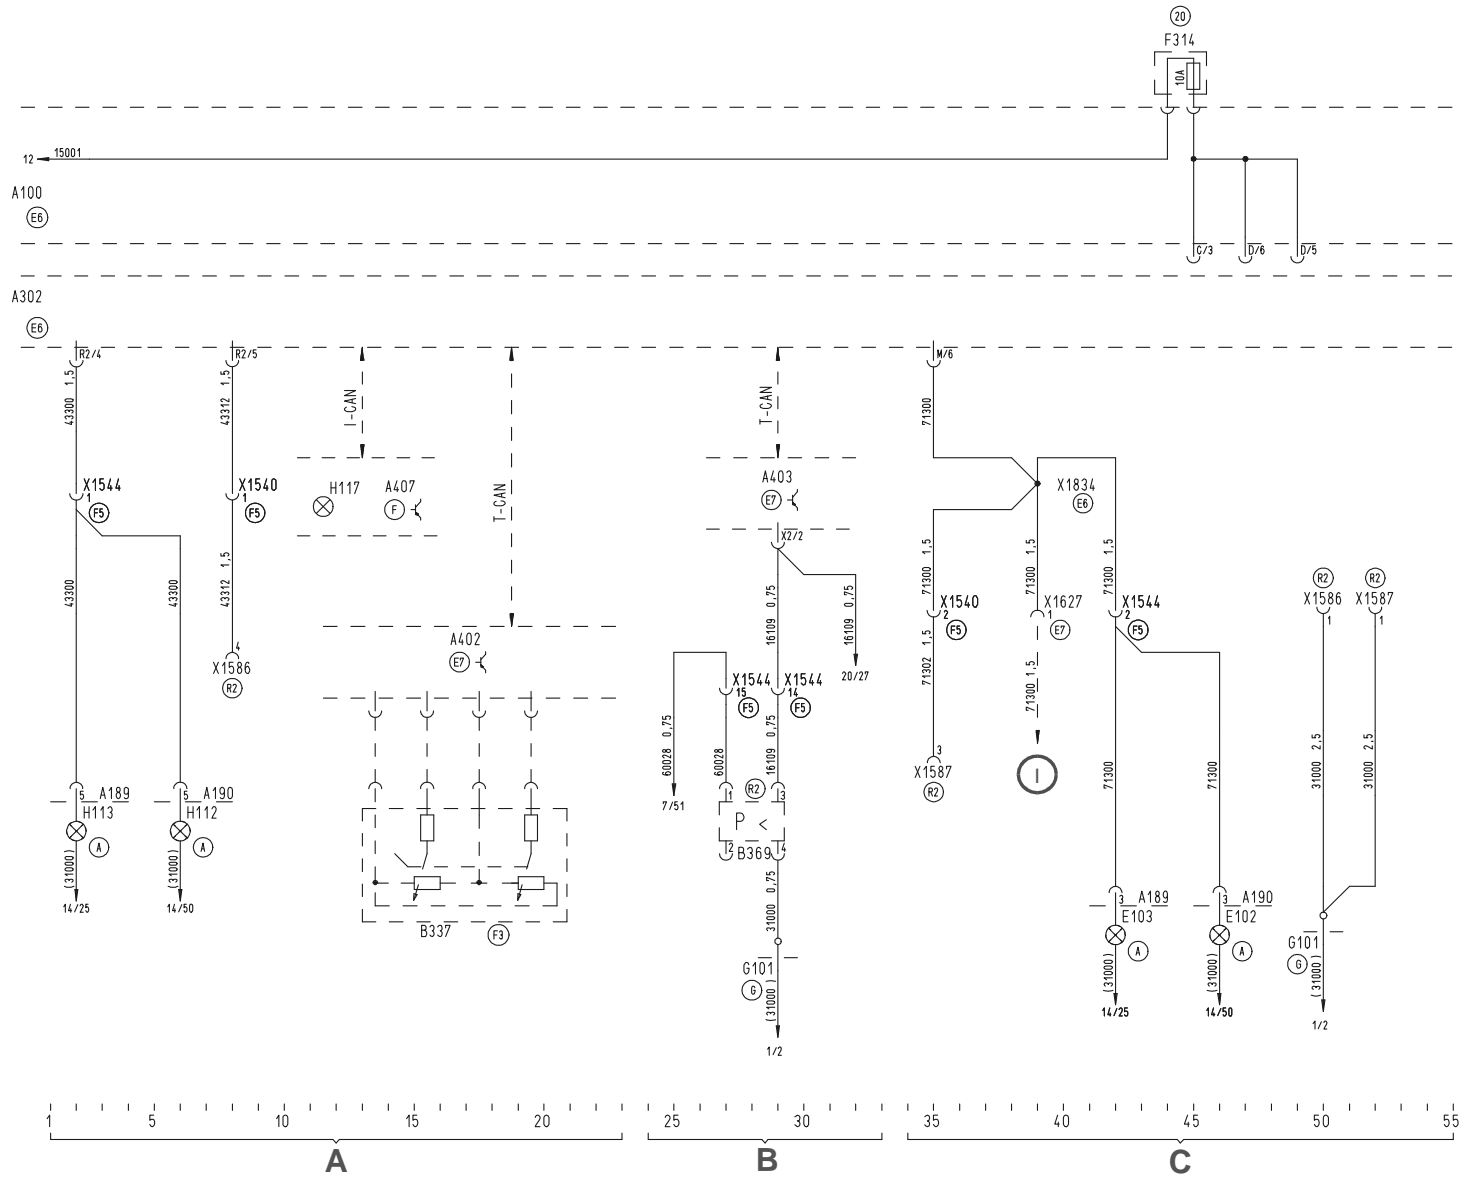 20
F314
10A
12 15001
A100
E6
C/3 D/6 D/5
A302
E6
R2/4 R2/5 M/6
43300 1,5
43312 1,5
I-CAN
T-CAN
T-CAN
71300
X1544
1
F5
X1540
1
F5
H117 A407
F
A403
E7
X2/2
X1834
E6
43300
43300
43312 1,5
16109 0,75
16109 0,75
71300 1,5
71300 1,5
71300 1,5
R2
X1586
1
R2
X1587
1
X1540
2
F5
X1627
1
E7
X1544
2
F5
4
X1586
R2
A402
E7
20/27
X1544
15
F5
X1544
14
F5
71302 1,5
71300 1,5
60028 0,75
60028
16109 0,75
71300
71300
31000 2,5
31000 2,5
3
X1587
R2
I
5 A189
H113
A
5 A190
H112
A
7/51
1 R2 3
P <
2 B369 4
(31000)
(31000)
14/25 14/50
31000 0,75
B337 F3
3 A189
E103
A
3 A190
E102
A
G101
G
G101
G
(31000)
(31000)
(31000)
(31000)
14/25 14/50 1/2
1/2
1 5 10 15 20 25 30 35 40 45 50 55
A B C